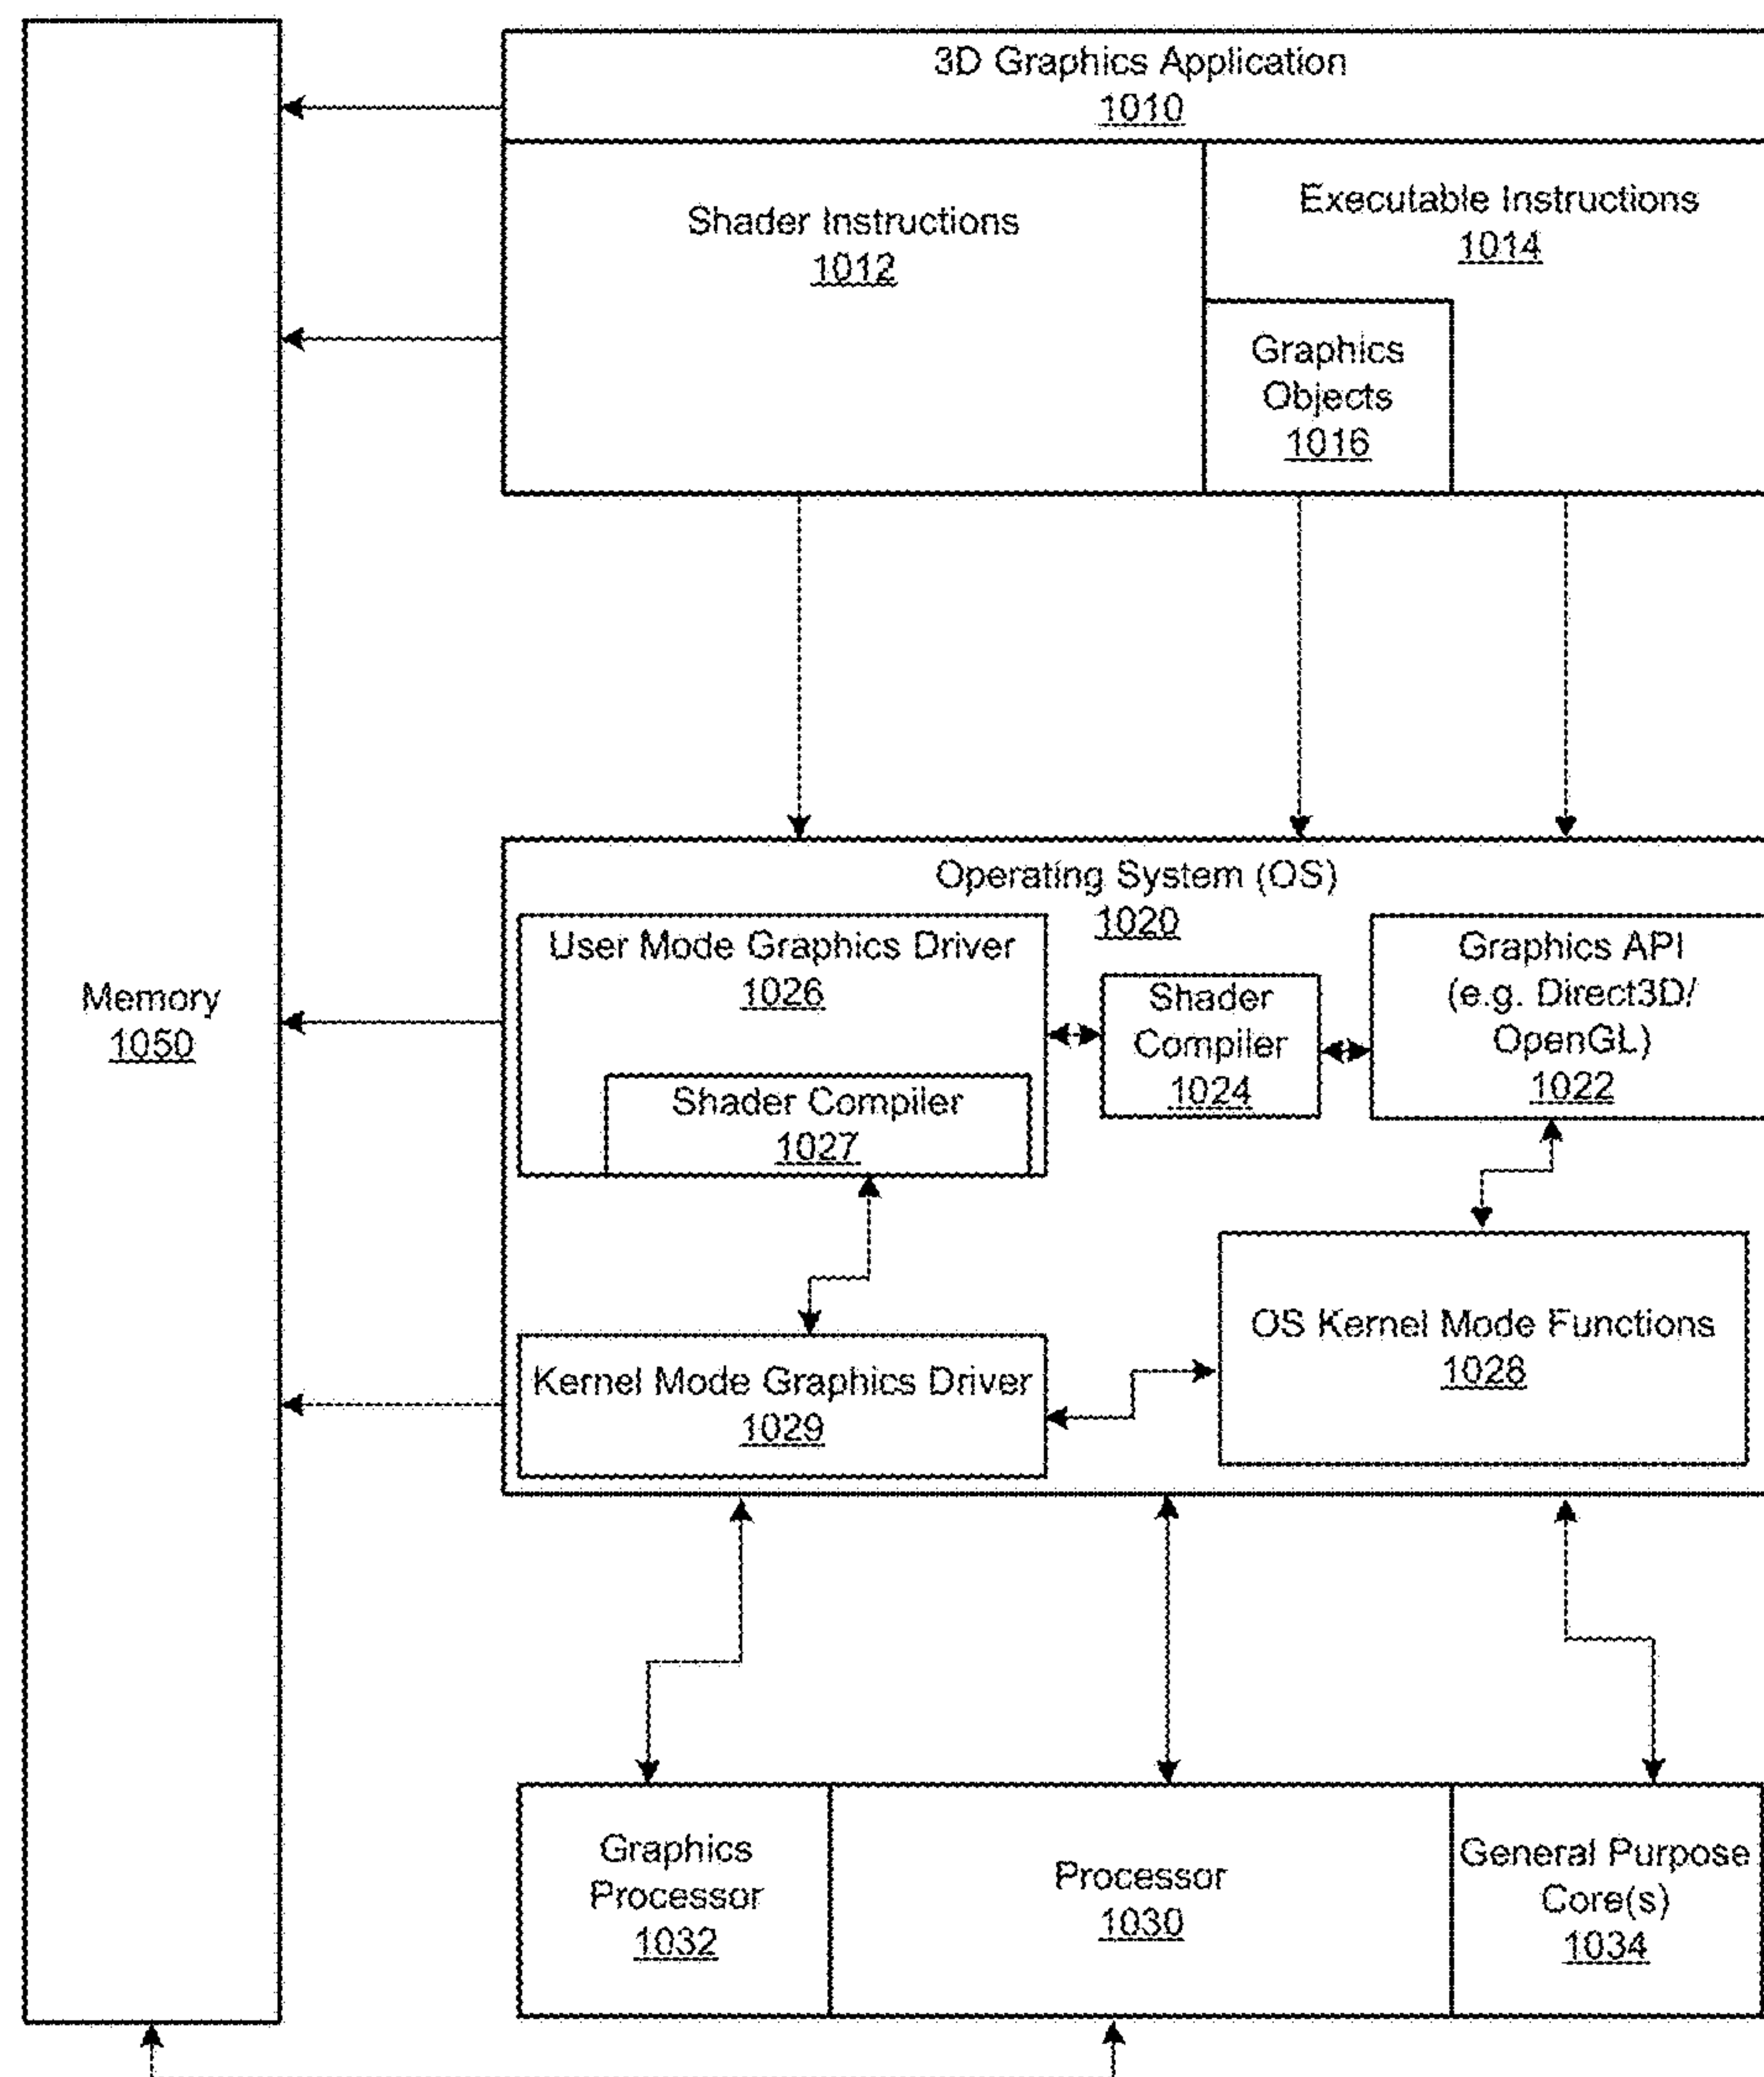 3D Graphics Application
1010
Shader Instructions
1012
Executable Instructions
1014
Graphics
Objects
1016
Operating System (OS)
1020
User Mode Graphics Driver
1026
Shader Compiler
1027
Shader
Compiler
1024
Graphics API
(e.g. Direct3D/
OpenGL)
1022
Memory
1050
OS Kernel Mode Functions
1028
Kernel Mode Graphics Driver
1029
Graphics
Processor
1032
Processor
1030
General Purpose
Core(s)
1034